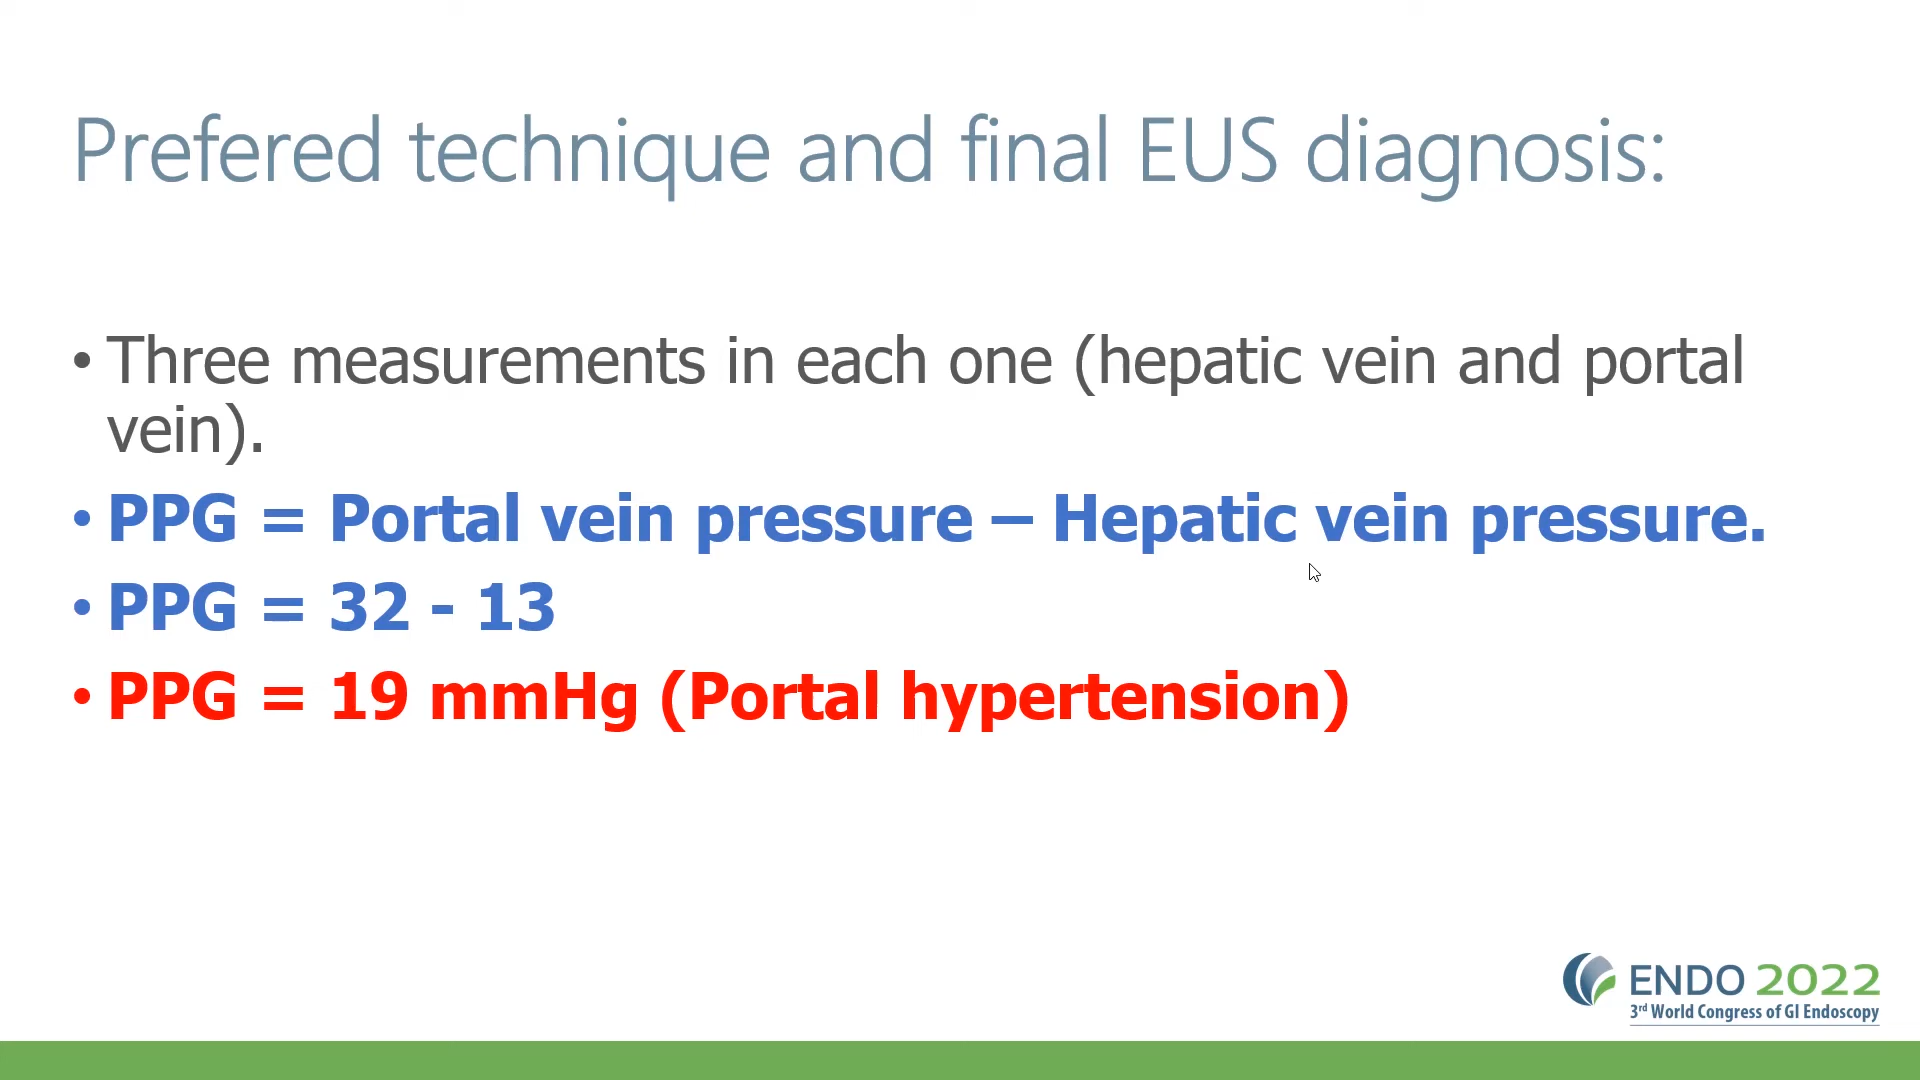 Prefered technique and final EUS diagnosis:
• Three measurements in each one (hepatic vein and portal
vein).
• PPG = Portal vein pressure – Hepatic vein pressure.
• PPG = 32 - 13
• PPG = 19 mmHg (Portal hypertension)
ENDO 2022
3rd World Congress of GI Endoscopy